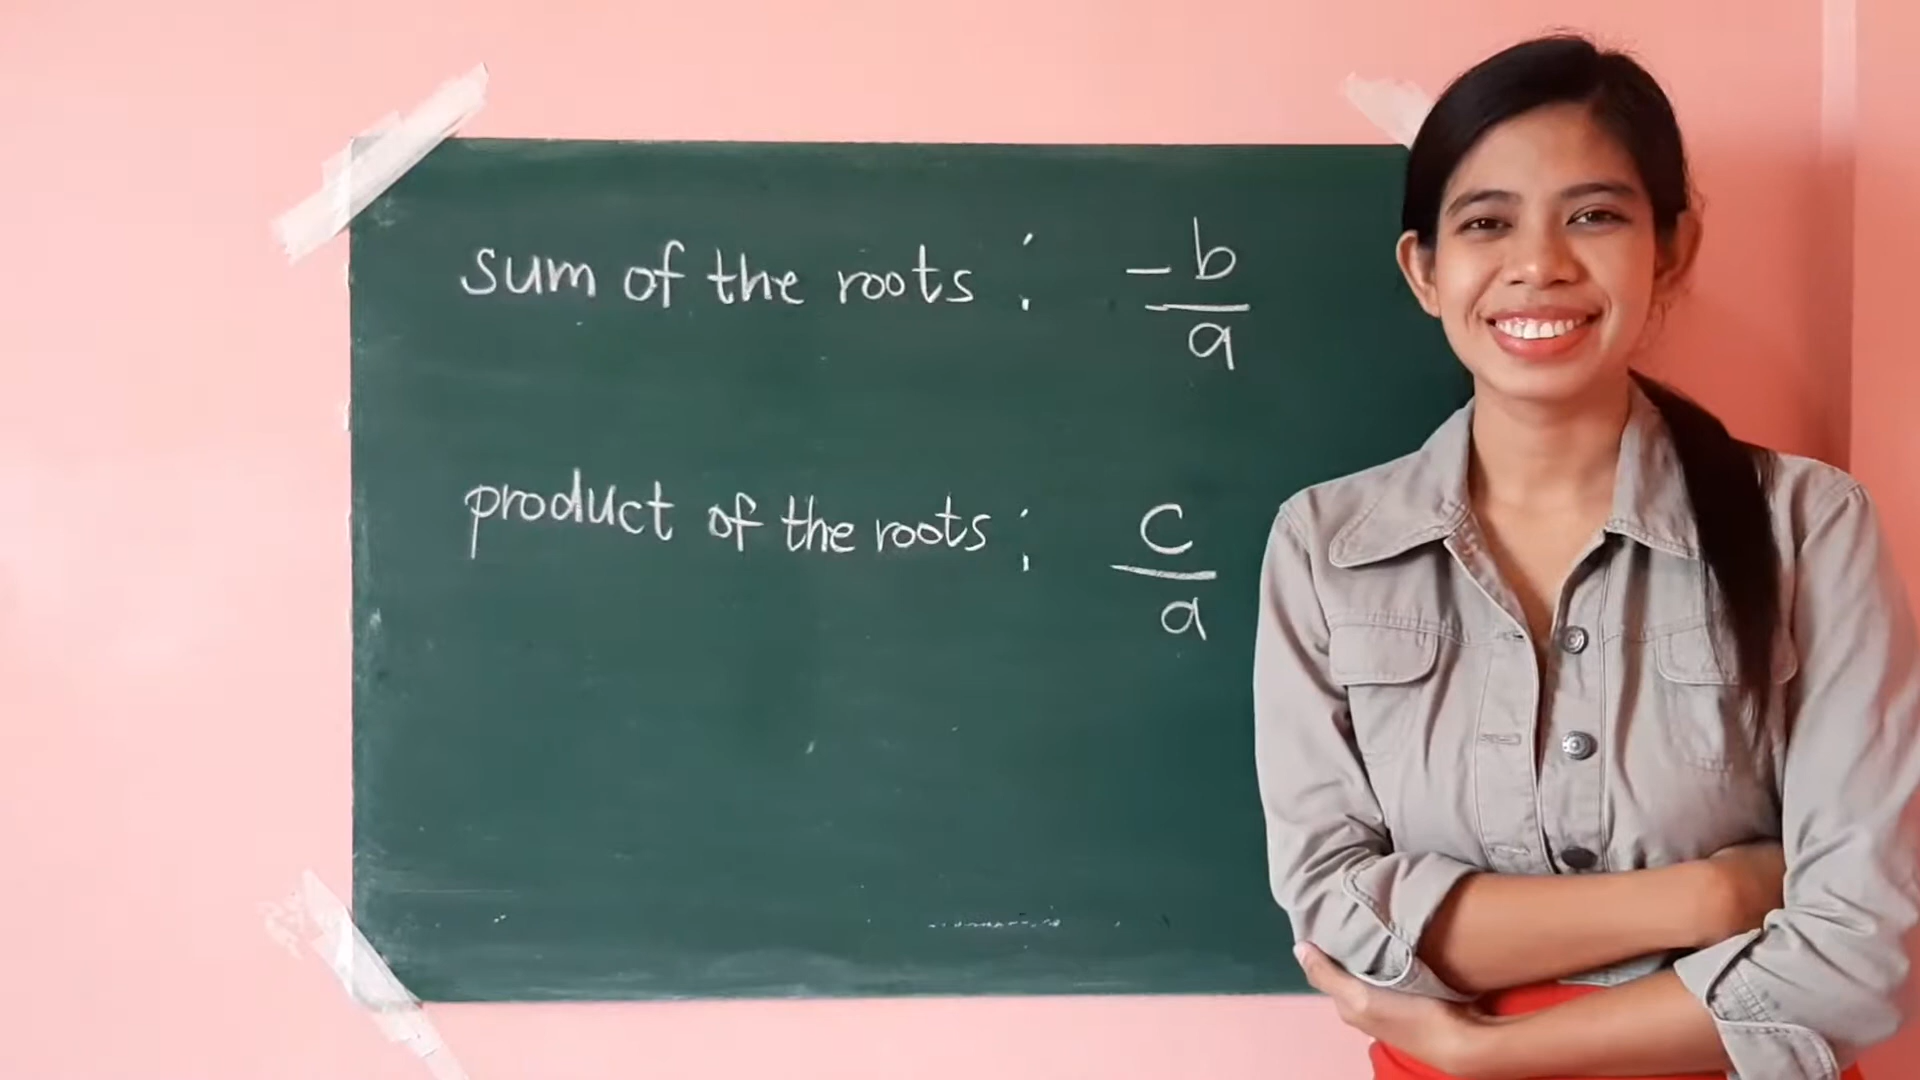 sum of the roots : -b/a
product of the roots : c/a